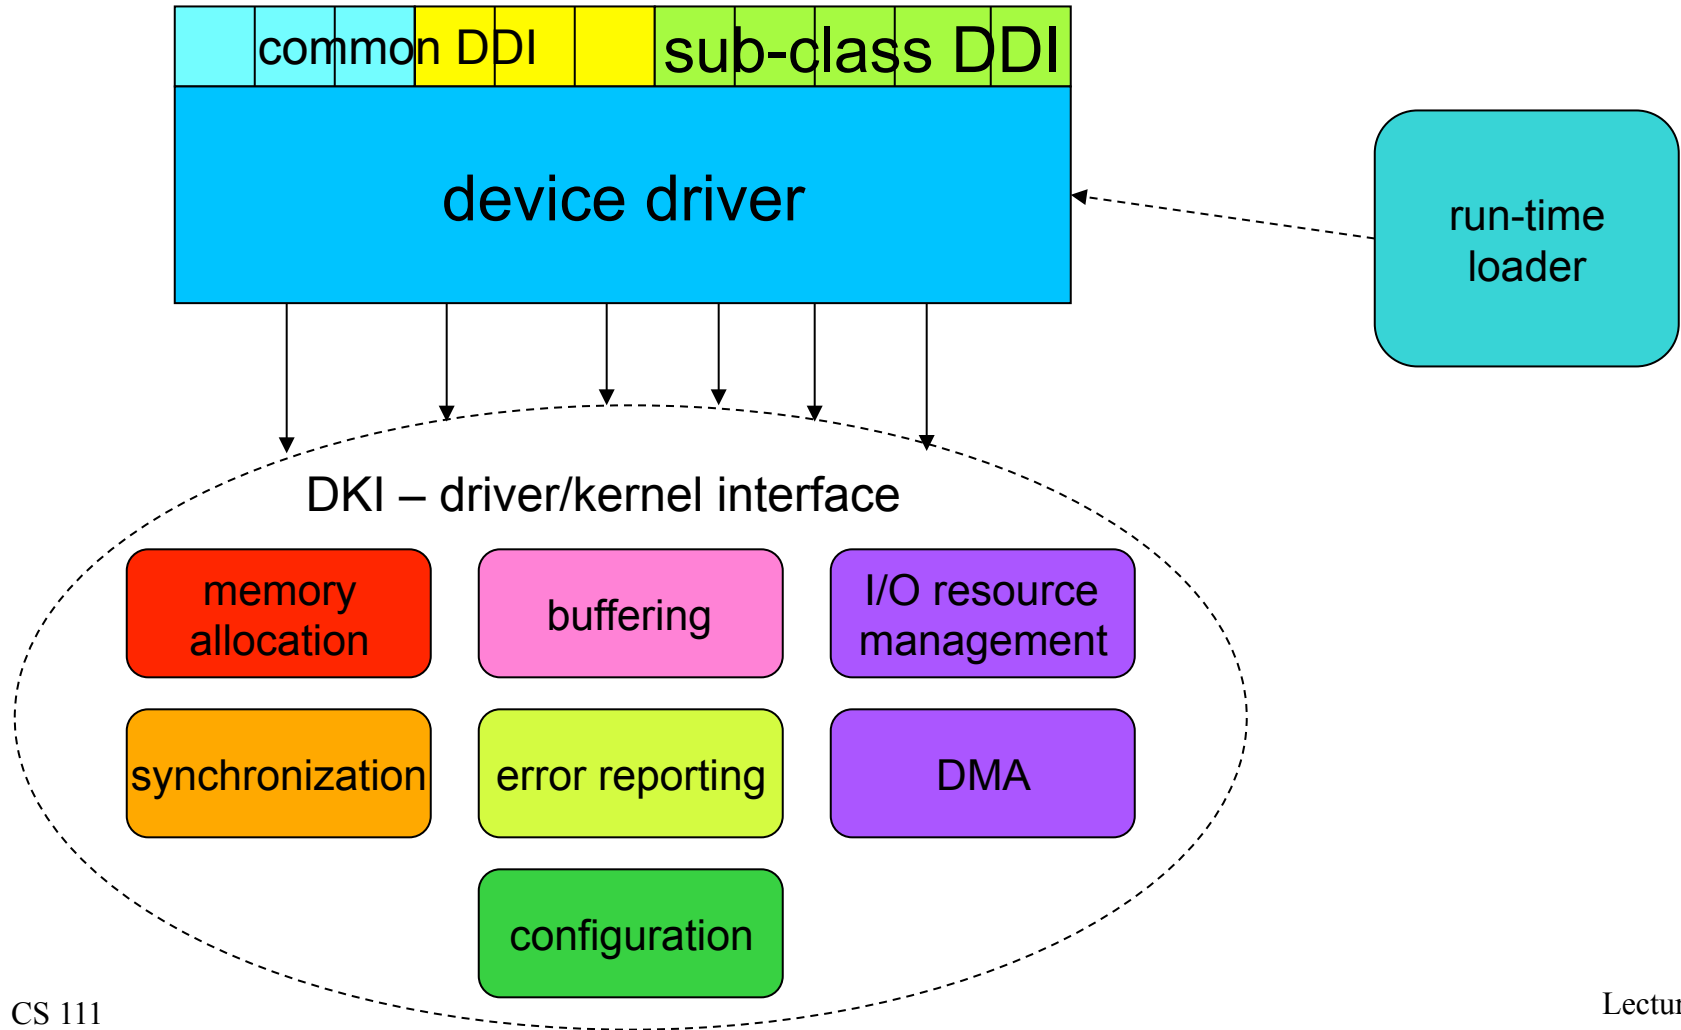 common DDI
sub-class DDI
device driver
run-time
loader
DKI – driver/kernel interface
memory
allocation
buffering
I/O resource
management
synchronization
error reporting
DMA
configuration
CS 111